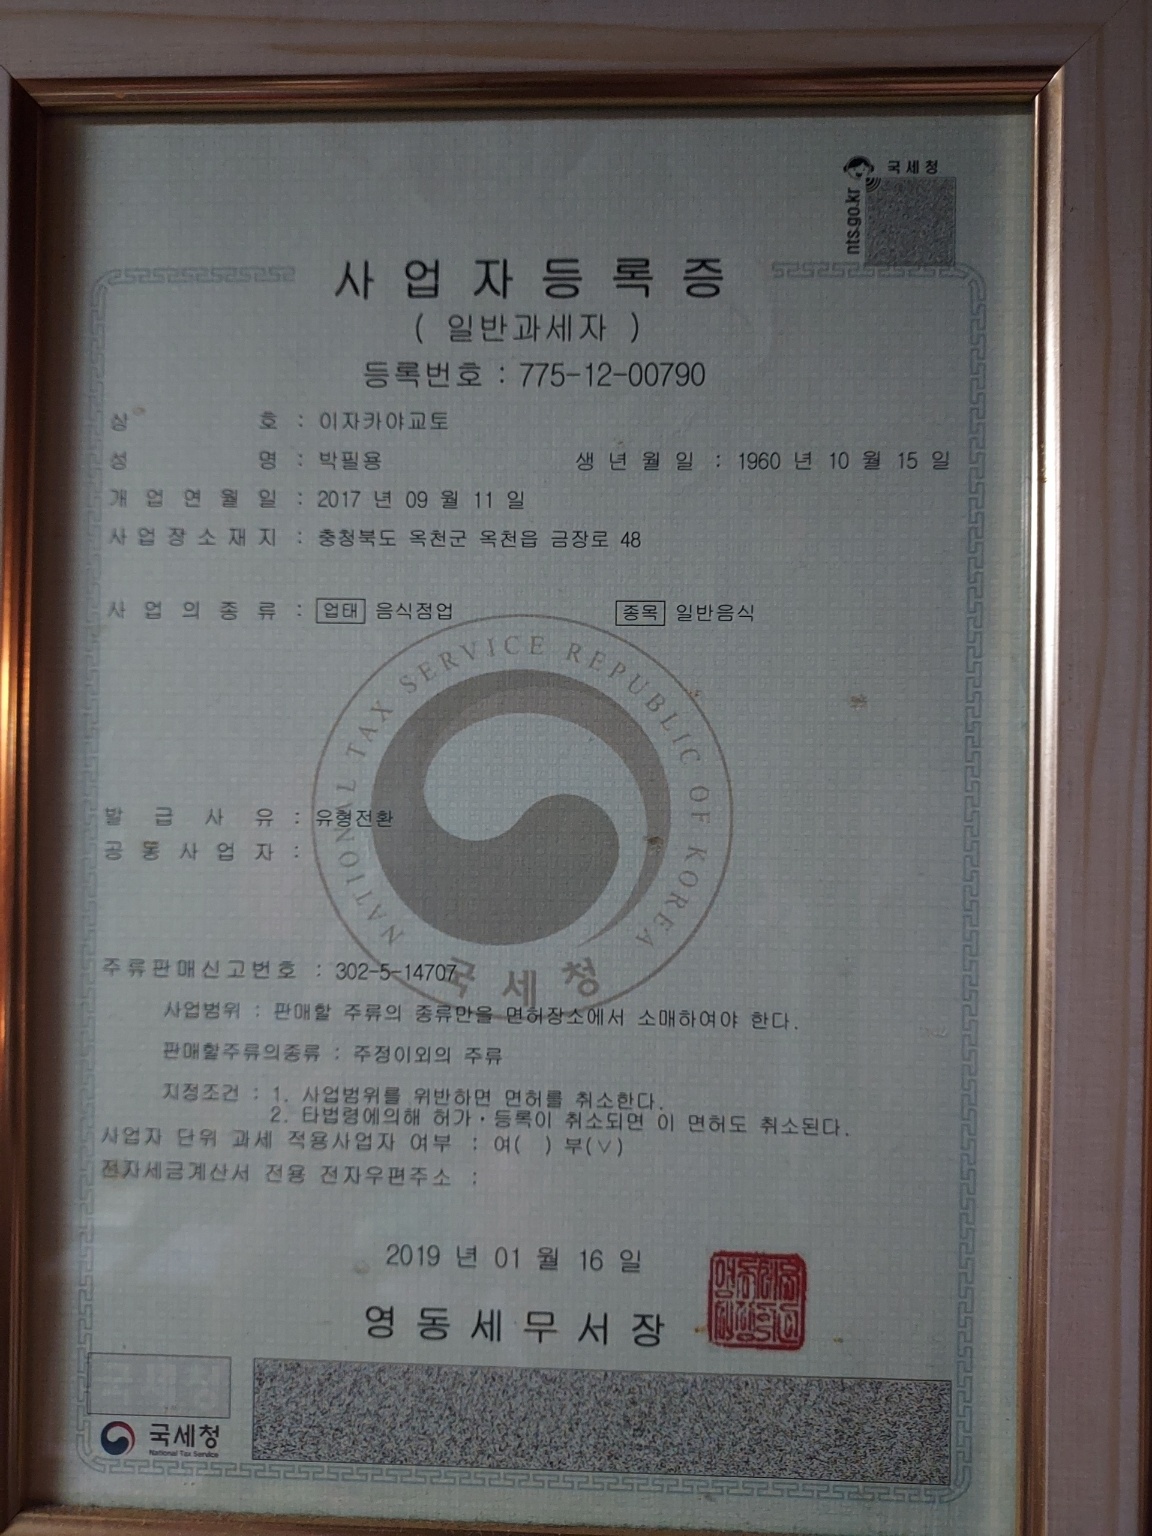 국세청
nts.go.kr
사업자등록증
( 일반과세자 )
등록번호 : 775-12-00790
상 호 : 이자카야교토
성 명 : 박필용 생 년 월 일 : 1960 년 10 월 15 일
개 업 연 월 일 : 2017 년 09 월 11 일
사 업 장 소 재 지 : 충청북도 옥천군 옥천읍 금장로 48
사 업 의 종 류 : 업태 음식점업 종목 일반음식
NATIONAL TAX SERVICE REPUBLIC OF KOREA
발 급 사 유 : 유형전환
공 동 사 업 자 :
국세청
주류판매신고번호 : 302-5-14707
사업범위 : 판매할 주류의 종류만을 면허장소에서 소매하여야 한다.
판매할주류의종류 : 주정이외의 주류
지정조건 : 1. 사업범위를 위반하면 면허를 취소한다.
2. 타법령에의해 허가·등록이 취소되면 이 면허도 취소된다.
사업자 단위 과세 적용사업자 여부 : 여( ) 부(∨)
전자세금계산서 전용 전자우편주소 :
2019 년 01 월 16 일
영동세무서장
국세청
국세청
National Tax Service